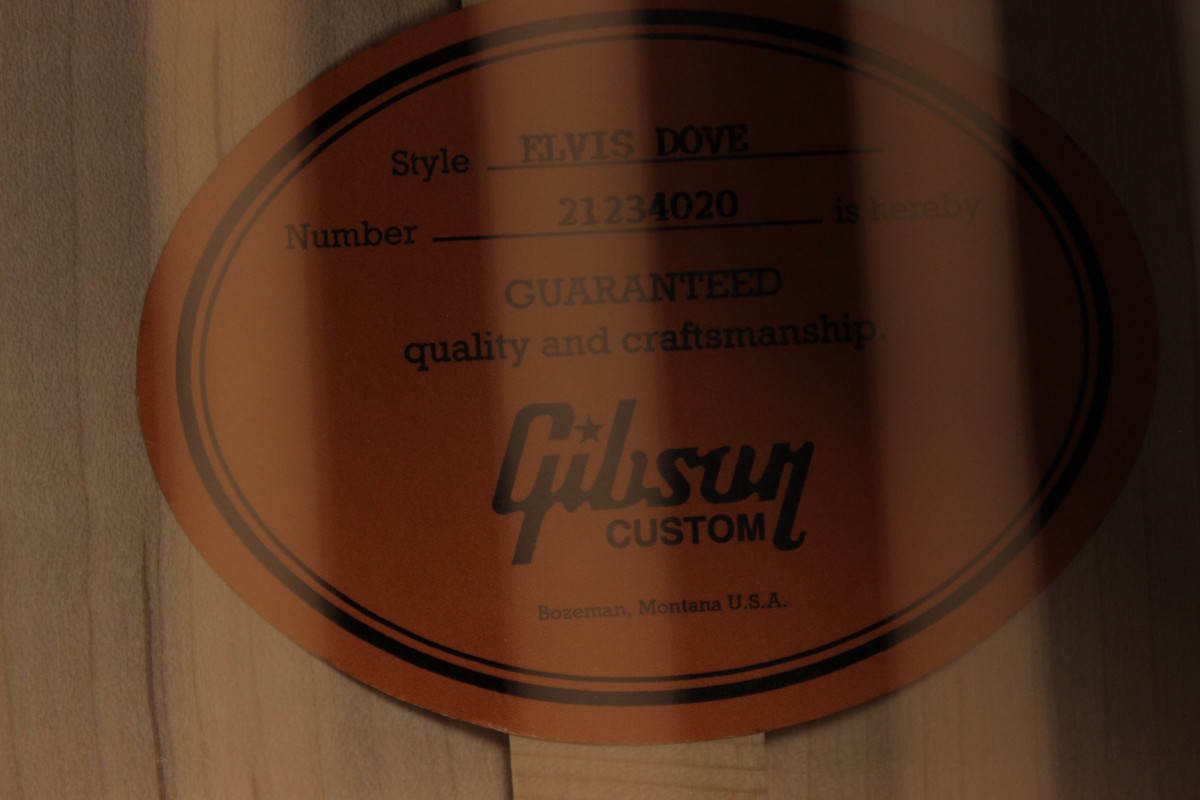 Style ELVIS DOVE
Number 21234020 is hereby
GUARANTEED
quality and craftsmanship.
Gibson
CUSTOM
Bozeman, Montana U.S.A.